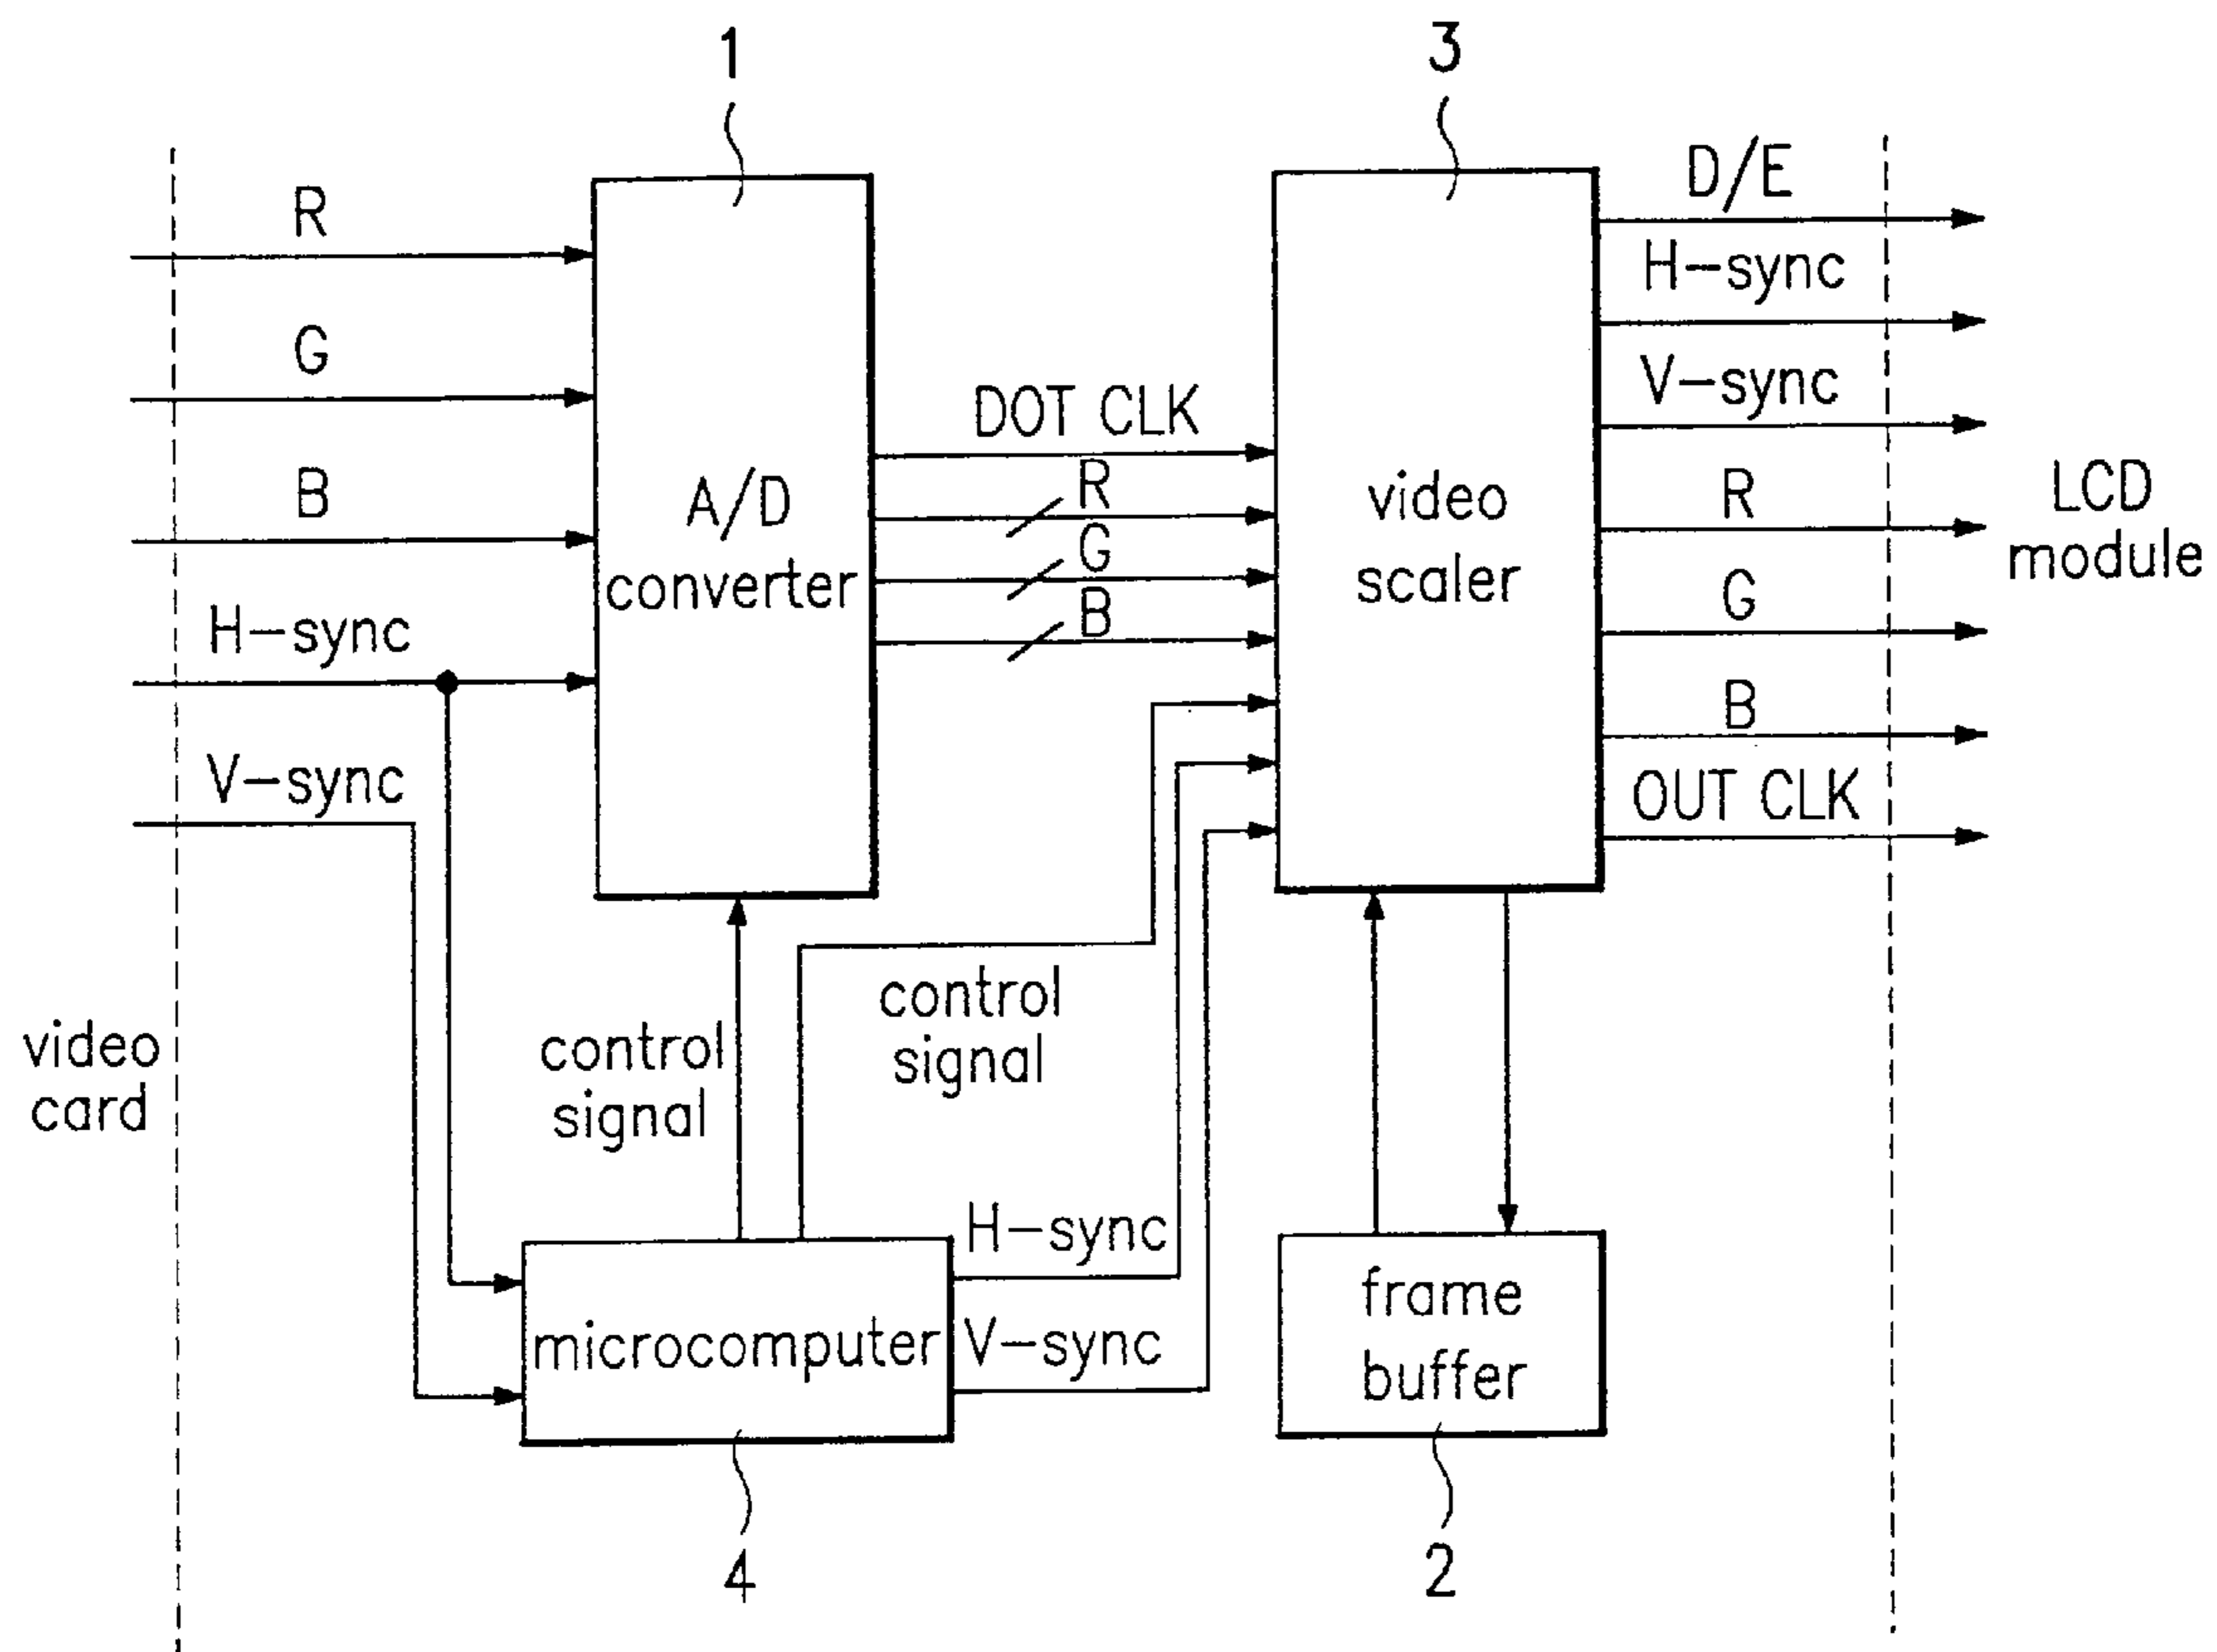 1
3
R
G
B
H-sync
V-sync
A/D
converter
DOT CLK
R
G
B
video
scaler
D/E
H-sync
V-sync
R
G
B
OUT CLK
LCD
module
video
card
control
signal
control
signal
H-sync
V-sync
microcomputer
frame
buffer
4
2